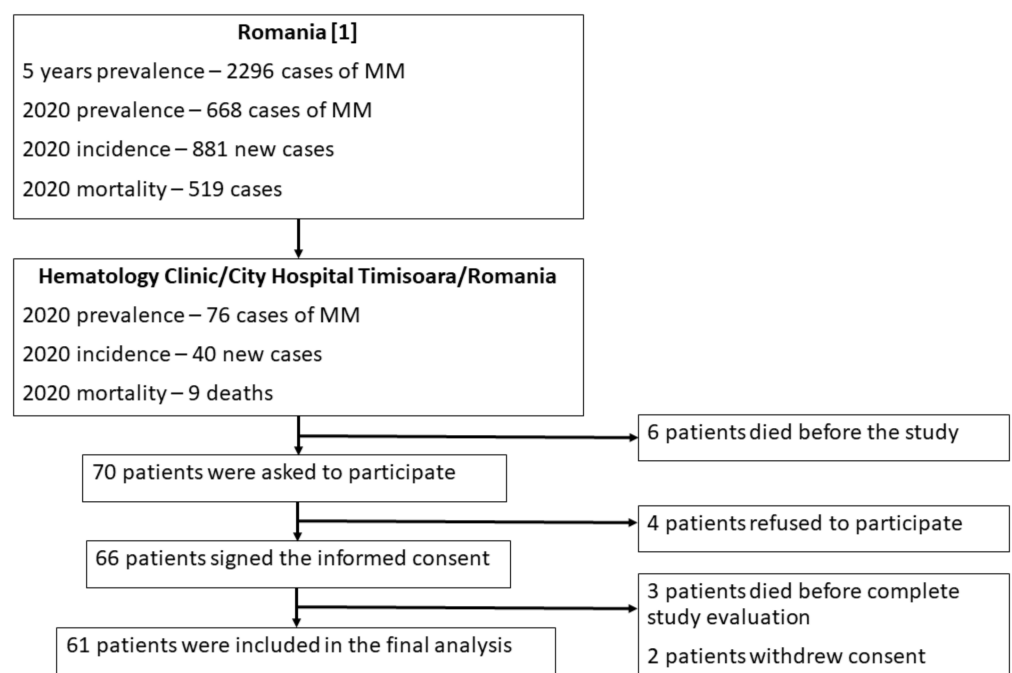 Romania [1]
5 years prevalence – 2296 cases of MM
2020 prevalence – 668 cases of MM
2020 incidence – 881 new cases
2020 mortality – 519 cases
Hematology Clinic/City Hospital Timisoara/Romania
2020 prevalence – 76 cases of MM
2020 incidence – 40 new cases
2020 mortality – 9 deaths
6 patients died before the study
70 patients were asked to participate
4 patients refused to participate
66 patients signed the informed consent
3 patients died before complete
study evaluation
2 patients withdrew consent
61 patients were included in the final analysis